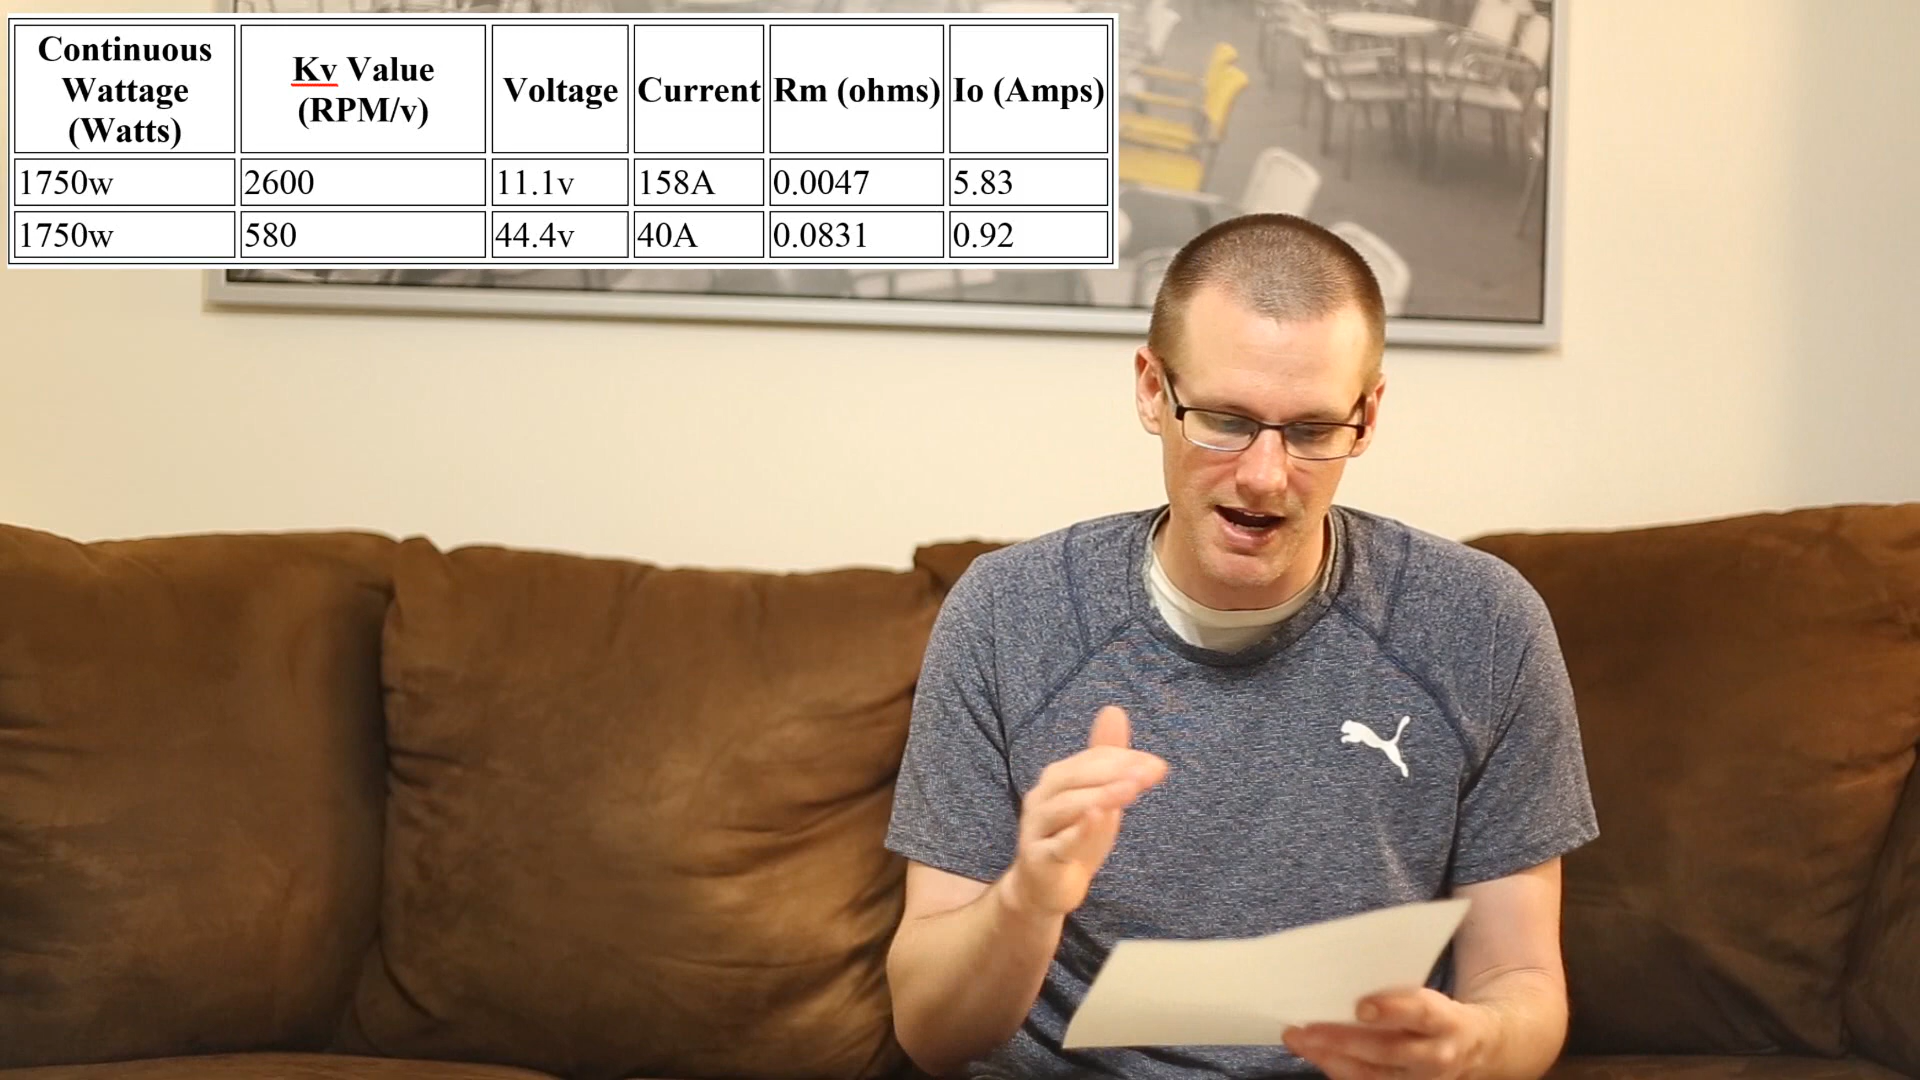 Continuous Wattage (Watts) Kv Value (RPM/v) Voltage Current Rm (ohms) Io (Amps)
1750w 2600 11.1v 158A 0.0047 5.83
1750w 580 44.4v 40A 0.0831 0.92